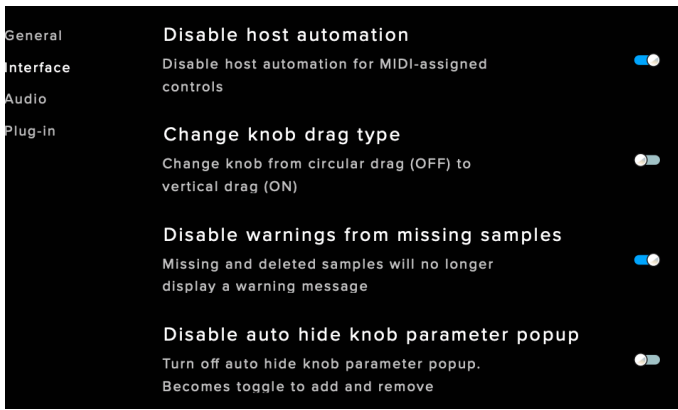 General
Interface
Audio
Plug-in
Disable host automation
Disable host automation for MIDI-assigned
controls
Change knob drag type
Change knob from circular drag (OFF) to
vertical drag (ON)
Disable warnings from missing samples
Missing and deleted samples will no longer
display a warning message
Disable auto hide knob parameter popup
Turn off auto hide knob parameter popup.
Becomes toggle to add and remove